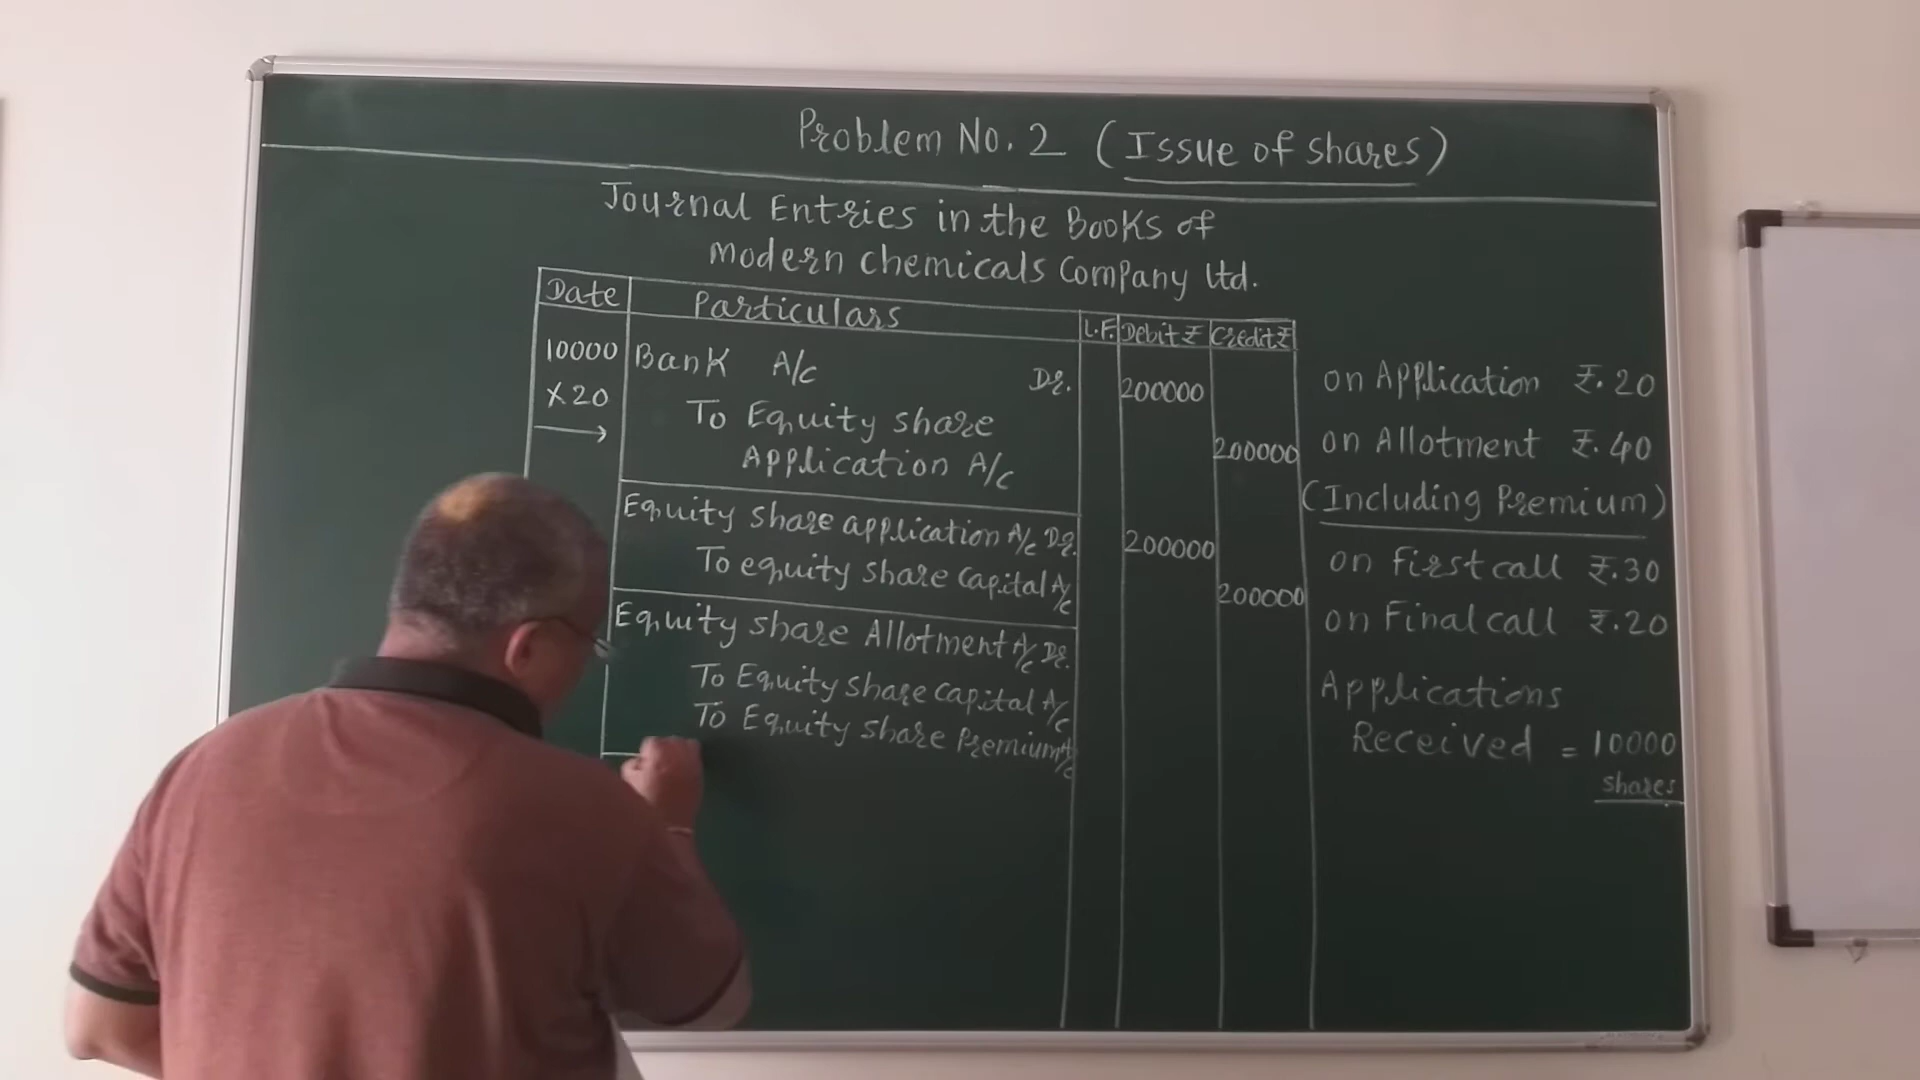 Problem No. 2 (Issue of shares)
Journal Entries in the Books of
Modern Chemicals Company Ltd.
Date Particulars L.F. Debit ₹ Credit ₹
10000 Bank A/c Dr. 200000
X 20 To Equity share
→ Application A/c 200000
Equity share application A/c Dr. 200000
To equity share capital A/c 200000
Equity share Allotment A/c Dr.
To Equity share capital A/c
To Equity share Premium A/c
on Application ₹. 20
on Allotment ₹. 40
(Including Premium)
on First call ₹. 30
on Final call ₹. 20
Applications
Received = 10000
shares